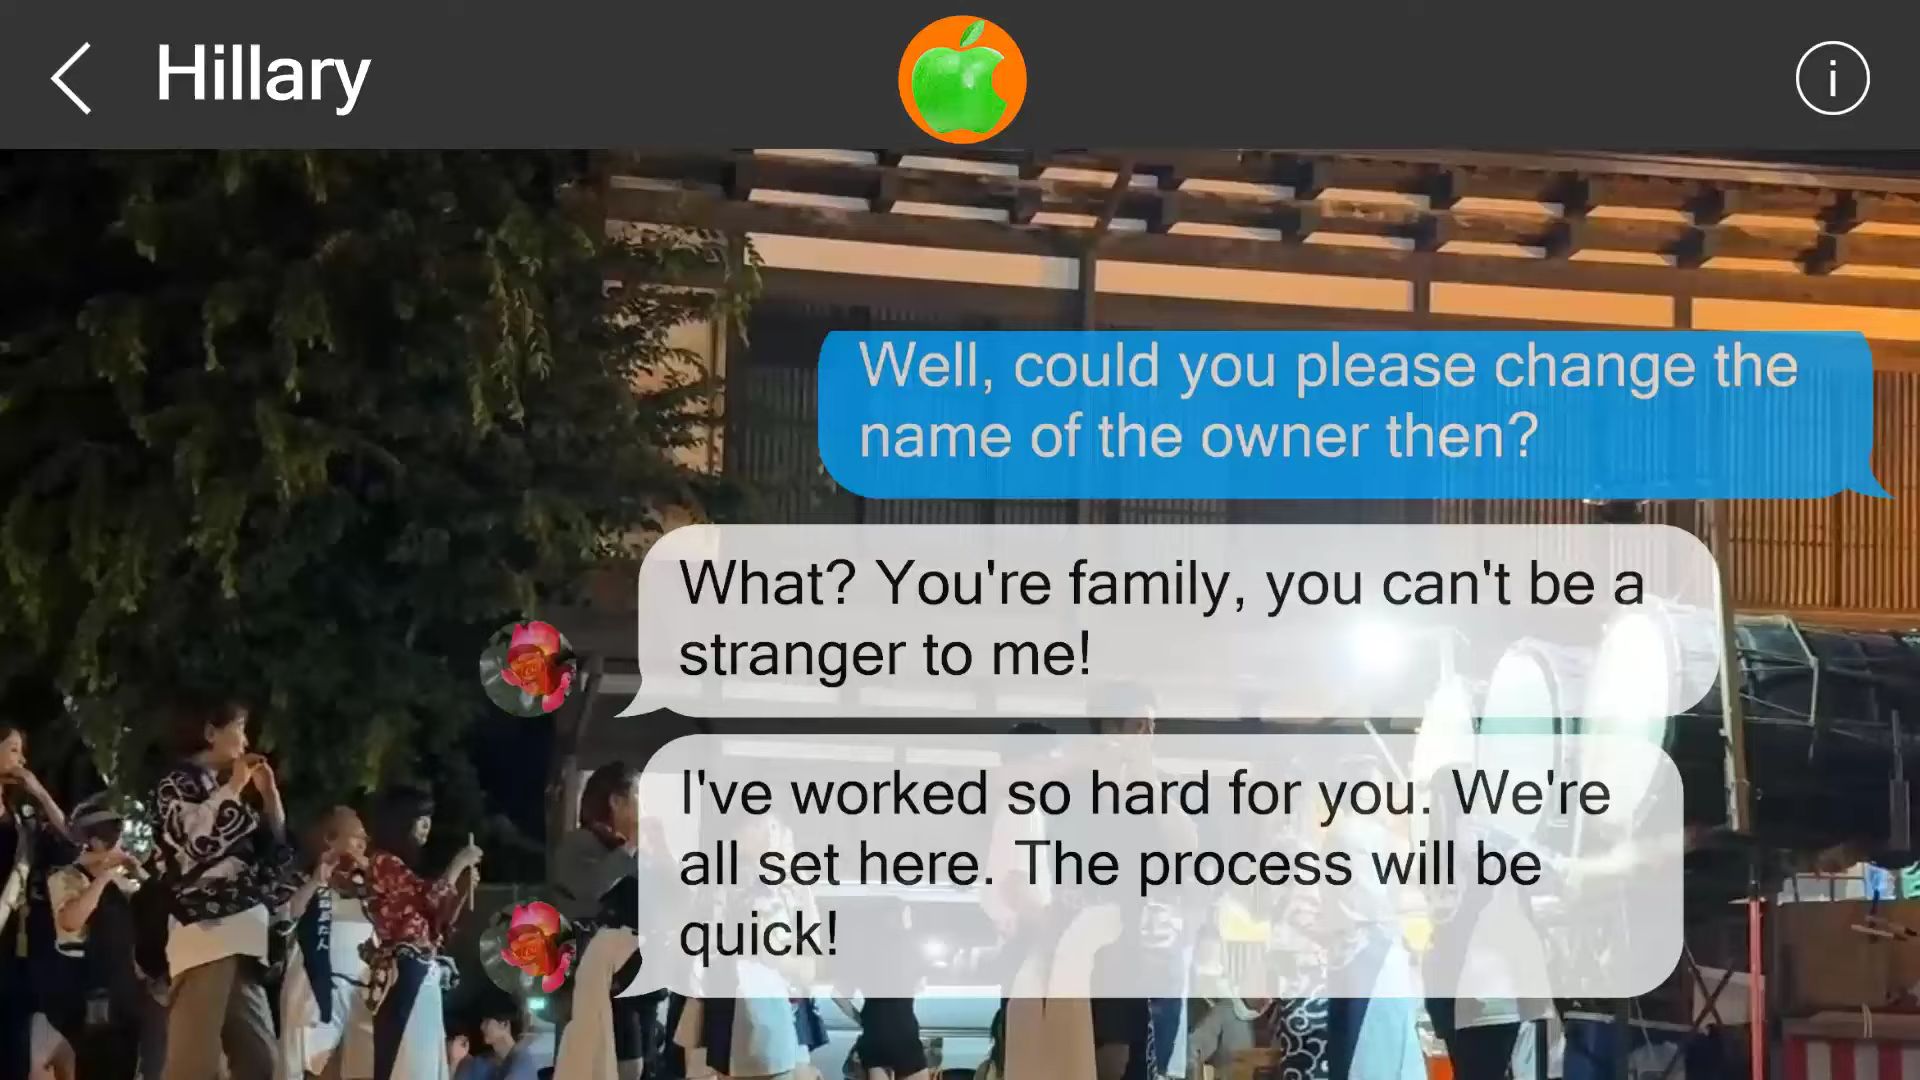 Hillary
Well, could you please change the
name of the owner then?
What? You're family, you can't be a
stranger to me!
I've worked so hard for you. We're
all set here. The process will be
quick!